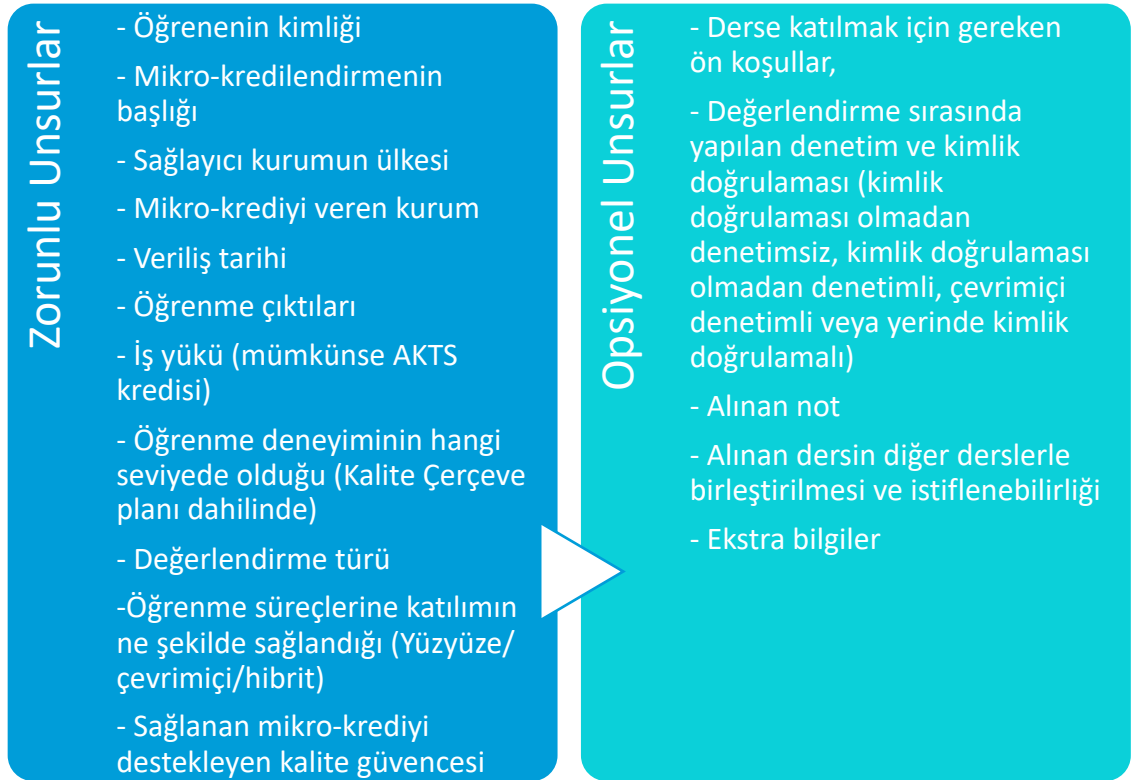 Zorunlu Unsurlar
- Öğrenenin kimliği
- Mikro-kredilendirmenin
başlığı
- Sağlayıcı kurumun ülkesi
- Mikro-krediyi veren kurum
- Veriliş tarihi
- Öğrenme çıktıları
- İş yükü (mümkünse AKTS
kredisi)
- Öğrenme deneyiminin hangi
seviyede olduğu (Kalite Çerçeve
planı dahilinde)
- Değerlendirme türü
-Öğrenme süreçlerine katılımın
ne şekilde sağlandığı (Yüzyüze/
çevrimiçi/hibrit)
- Sağlanan mikro-krediyi
destekleyen kalite güvencesi
Opsiyonel Unsurlar
- Derse katılmak için gereken
ön koşullar,
- Değerlendirme sırasında
yapılan denetim ve kimlik
doğrulaması (kimlik
doğrulaması olmadan
denetimsiz, kimlik doğrulaması
olmadan denetimli, çevrimiçi
denetimli veya yerinde kimlik
doğrulamalı)
- Alınan not
- Alınan dersin diğer derslerle
birleştirilmesi ve istiflenebilirliği
- Ekstra bilgiler